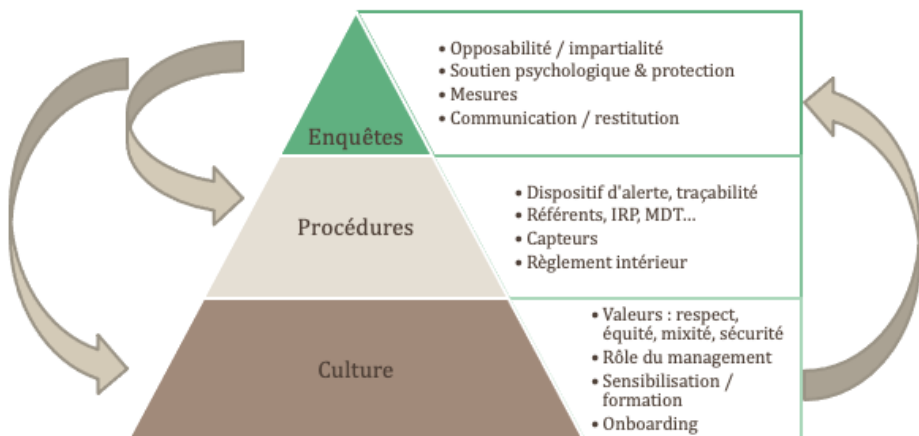 Enquêtes
• Opposabilité / impartialité
• Soutien psychologique & protection
• Mesures
• Communication / restitution
Procédures
• Dispositif d'alerte, traçabilité
• Référents, IRP, MDT...
• Capteurs
• Règlement intérieur
Culture
• Valeurs : respect,
équité, mixité, sécurité
• Rôle du management
• Sensibilisation /
formation
• Onboarding